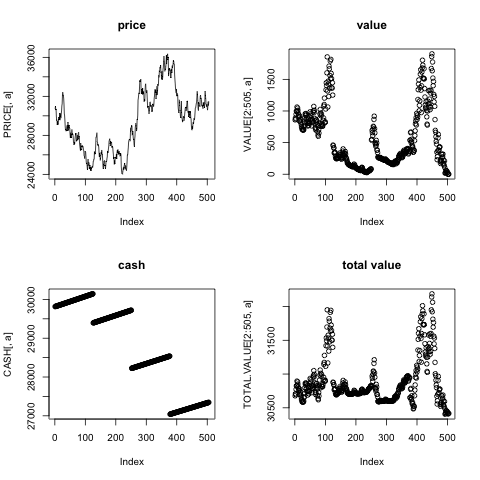 price
PRICE[, a]
24000 28000 32000 36000
0 100 200 300 400 500
Index
value
VALUE[2:505, a]
0 500 1000 1500
0 100 200 300 400 500
Index
cash
CASH[, a]
27000 28000 29000 30000
0 100 200 300 400 500
Index
total value
TOTAL.VALUE[2:505, a]
30500 31500
0 100 200 300 400 500
Index